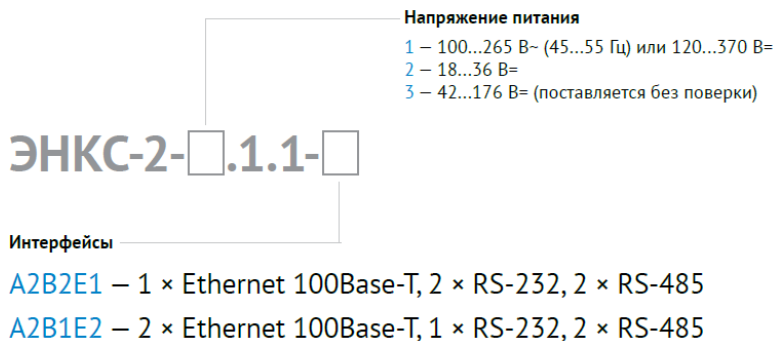 Напряжение питания
1 – 100...265 В~ (45...55 Гц) или 120...370 В=
2 – 18...36 В=
3 – 42...176 В= (поставляется без поверки)
ЭНКС-2-☐.1.1-☐
Интерфейсы
A2B2E1 – 1 × Ethernet 100Base-T, 2 × RS-232, 2 × RS-485
A2B1E2 – 2 × Ethernet 100Base-T, 1 × RS-232, 2 × RS-485